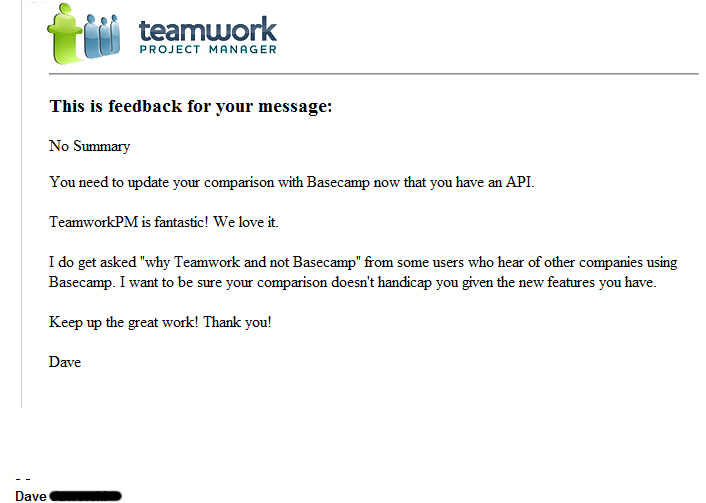 teamwork
PROJECT MANAGER
This is feedback for your message:
No Summary
You need to update your comparison with Basecamp now that you have an API.
TeamworkPM is fantastic! We love it.
I do get asked "why Teamwork and not Basecamp" from some users who hear of other companies using
Basecamp. I want to be sure your comparison doesn't handicap you given the new features you have.
Keep up the great work! Thank you!
Dave
- -
Dave